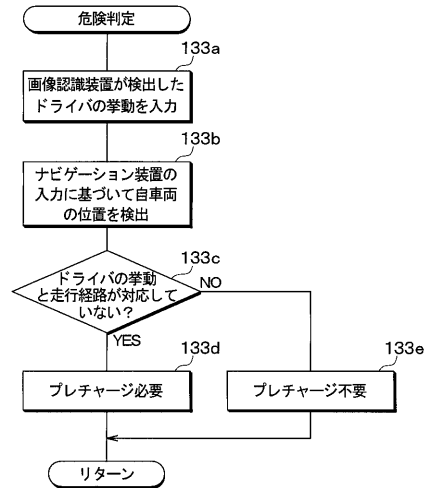 危険判定
133a
画像認識装置が検出した
ドライバの挙動を入力
133b
ナビゲーション装置の
入力に基づいて自車両
の位置を検出
133c
ドライバの挙動
と走行経路が対応して
いない？
NO
YES
133d
プレチャージ必要
133e
プレチャージ不要
リターン